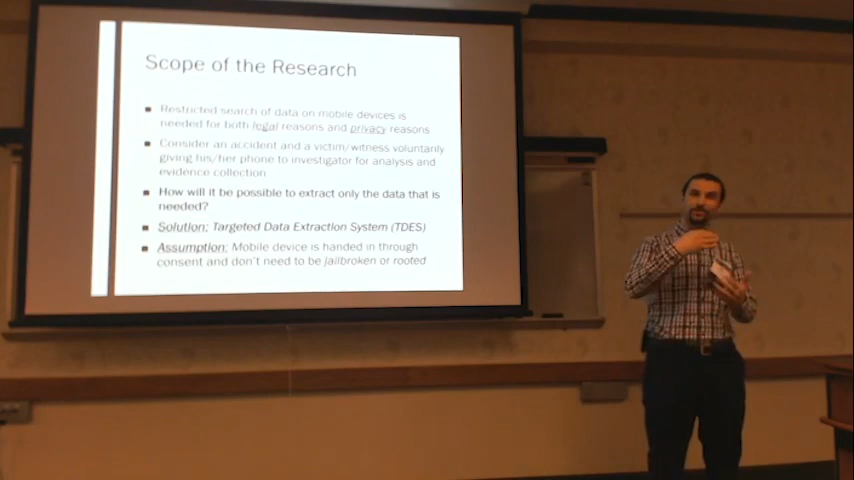 Scope of the Research
Restricted search of data on mobile devices is
needed for both legal reasons and privacy reasons
Consider an accident and a victim/witness voluntarily
giving his/her phone to investigator for analysis and
evidence collection
How will it be possible to extract only the data that is
needed?
Solution: Targeted Data Extraction System (TDES)
Assumption: Mobile device is handed in through
consent and don't need to be jailbroken or rooted